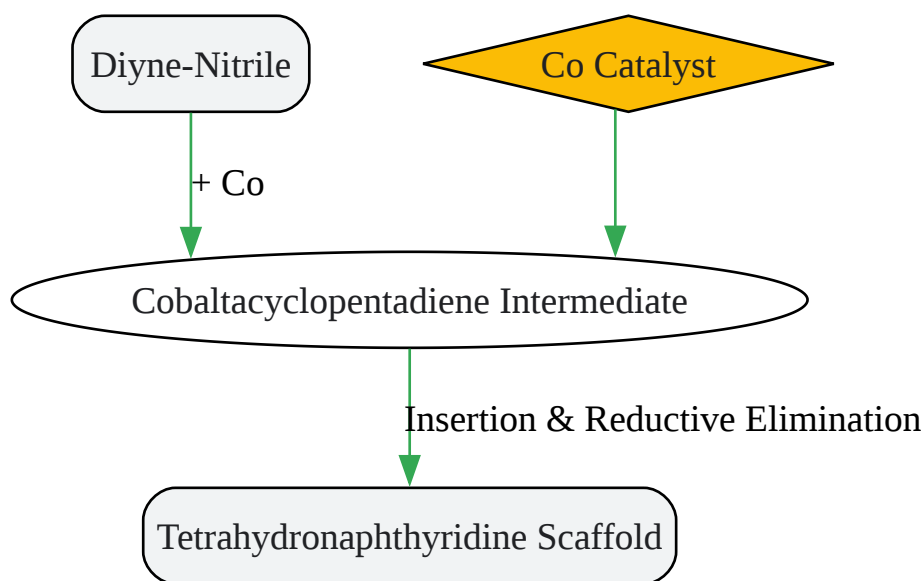 Diyne-Nitrile
Co Catalyst
+ Co
Cobaltacyclopentadiene Intermediate
Insertion & Reductive Elimination
Tetrahydronaphthyridine Scaffold